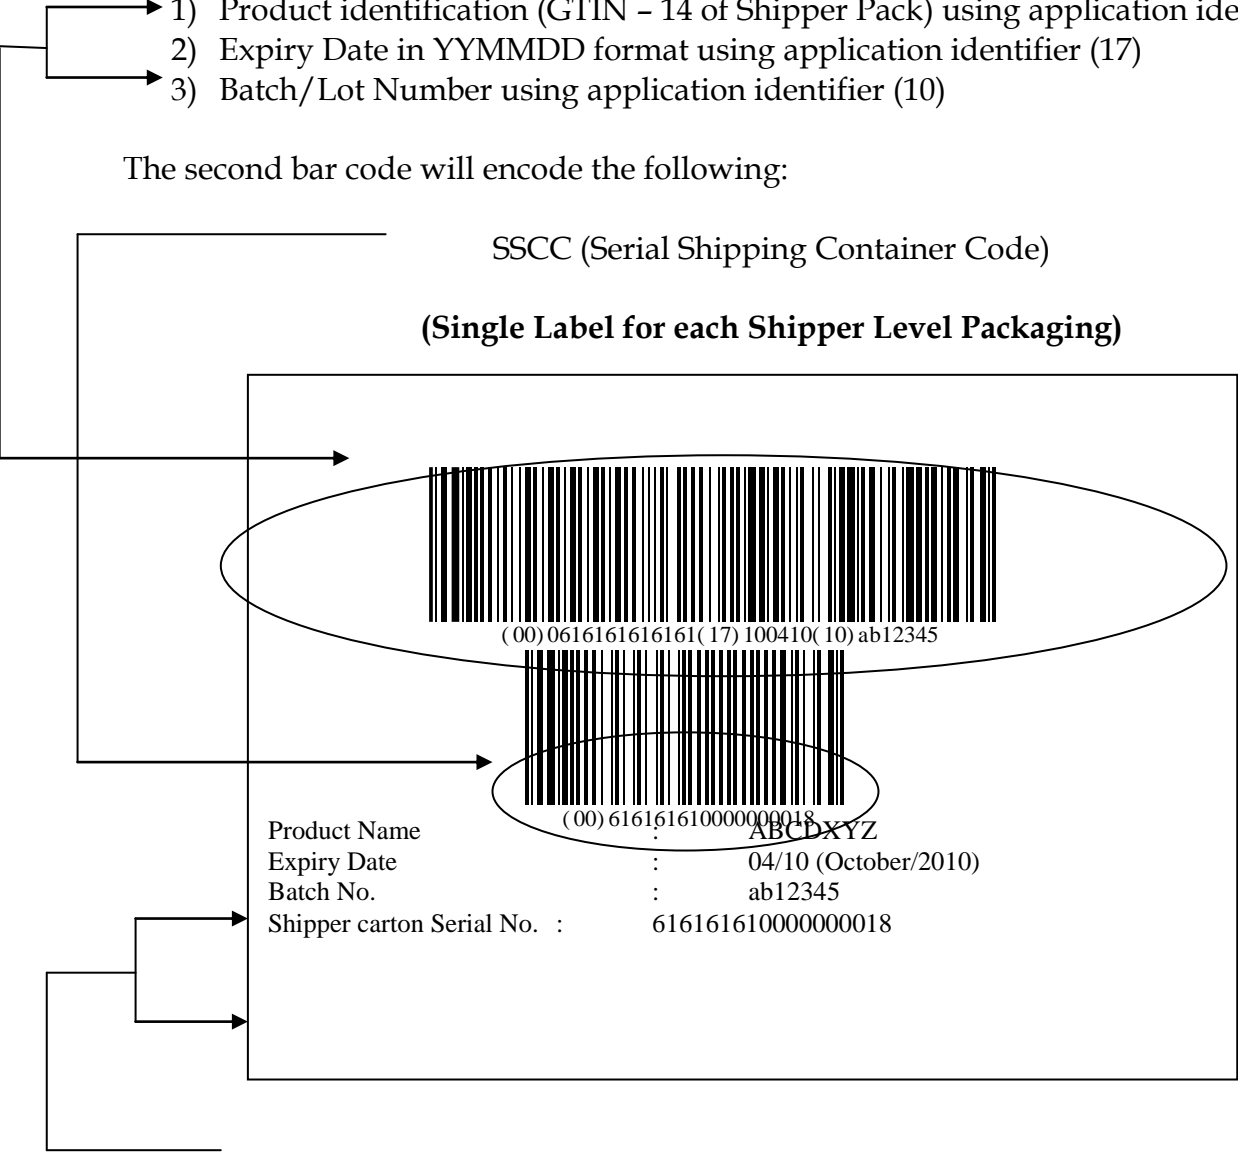 1) Product identification (GTIN – 14 of Shipper Pack) using application ide
2) Expiry Date in YYMMDD format using application identifier (17)
3) Batch/Lot Number using application identifier (10)
The second bar code will encode the following:
SSCC (Serial Shipping Container Code)
(Single Label for each Shipper Level Packaging)
(00)0616161616161(17)100410(10)ab12345
(00)616161610000000018
Product Name : ABCDXYZ
Expiry Date : 04/10 (October/2010)
Batch No. : ab12345
Shipper carton Serial No. : 616161610000000018